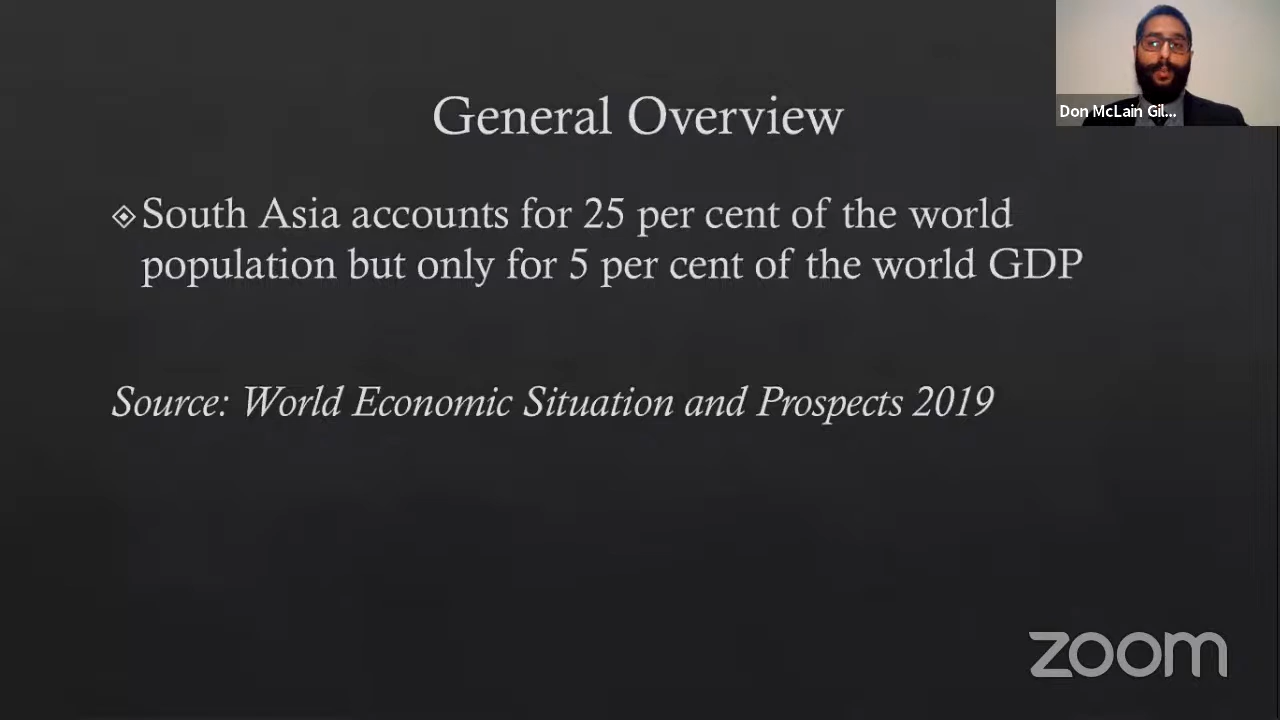 Don McLain Gil...
General Overview
South Asia accounts for 25 per cent of the world
population but only for 5 per cent of the world GDP
Source: World Economic Situation and Prospects 2019
zoom